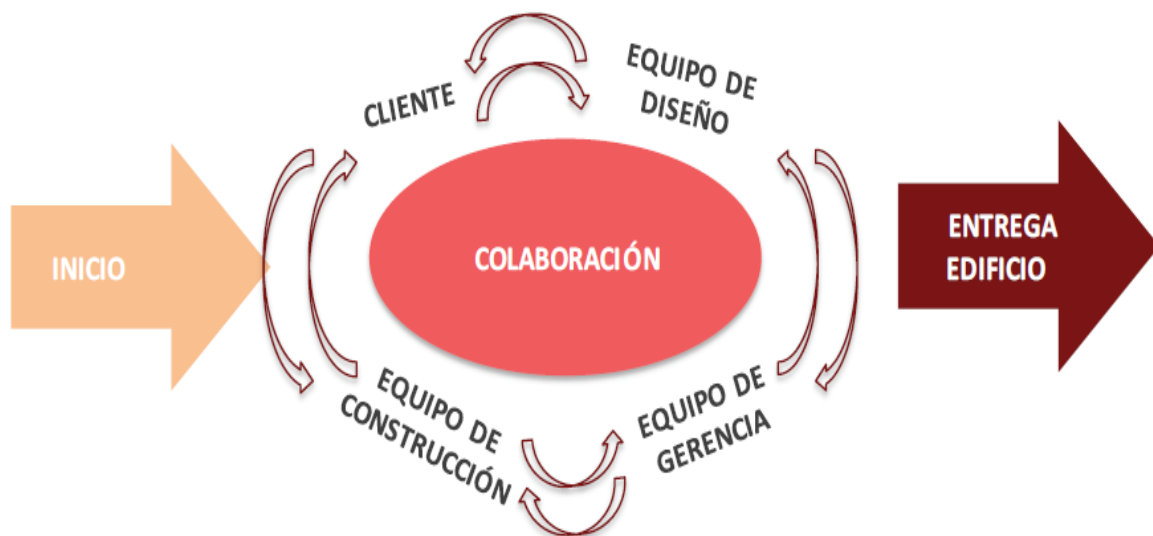 CLIENTE
EQUIPO DE
DISEÑO
INICIO
COLABORACIÓN
ENTREGA
EDIFICIO
EQUIPO DE
CONSTRUCCIÓN
EQUIPO DE
GERENCIA